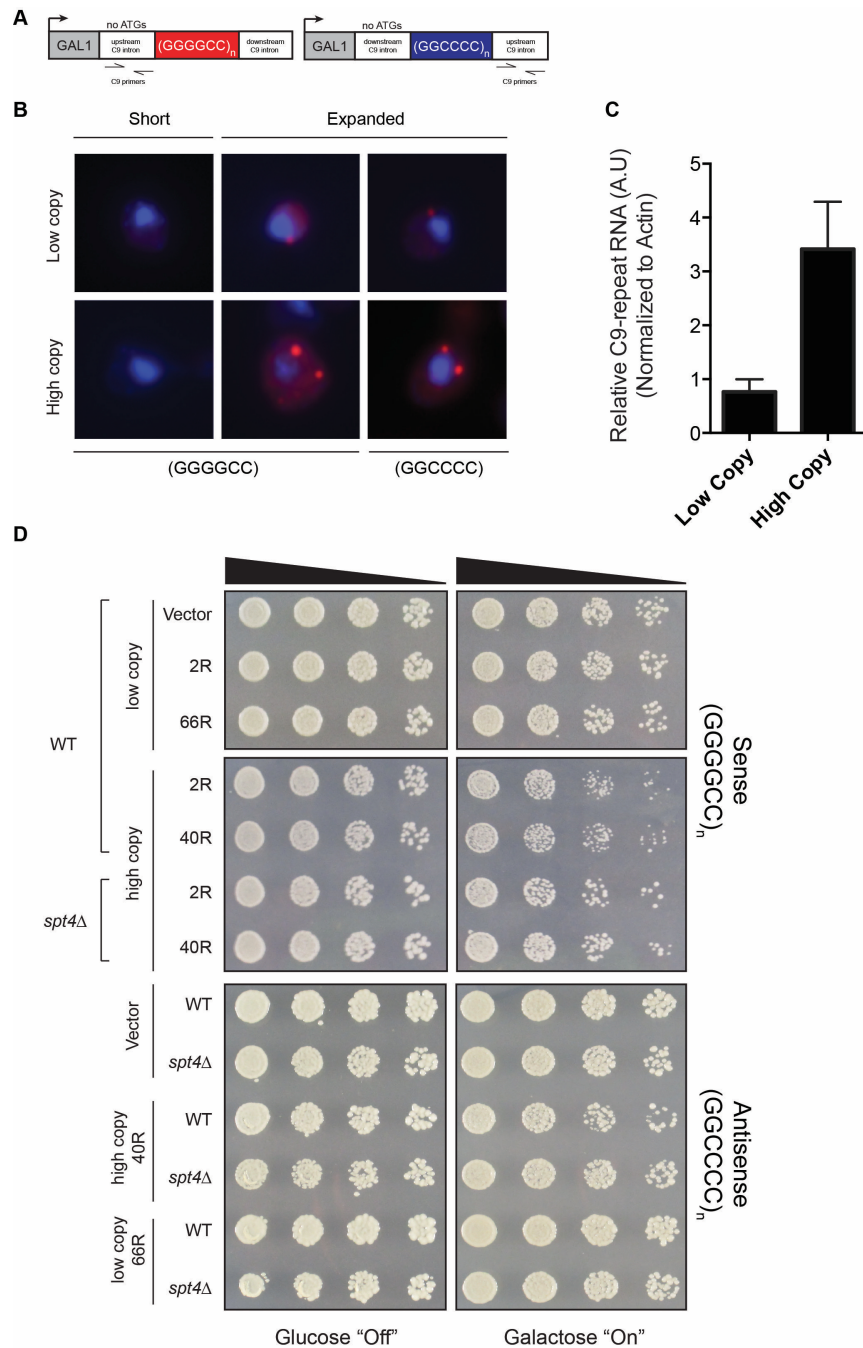 A
no ATGs
GAL1
upstream
C9 intron
(GGGGCC)n
downstream
C9 intron
C9 primers
no ATGs
GAL1
downstream
C9 intron
(GGCCCC)n
upstream
C9 intron
C9 primers
B
Short
Expanded
Low copy
High copy
(GGGGCC)
(GGCCCC)
C
Relative C9-repeat RNA (A.U)
(Normalized to Actin)
5
4
3
2
1
0
Low Copy
High Copy
D
WT
spt4Δ
low copy
high copy
Vector
2R
66R
2R
40R
2R
40R
Sense
(GGGGCC)n
Vector
high copy
40R
low copy
66R
WT
spt4Δ
WT
spt4Δ
WT
spt4Δ
Antisense
(GGCCCC)n
Glucose “Off”
Galactose “On”